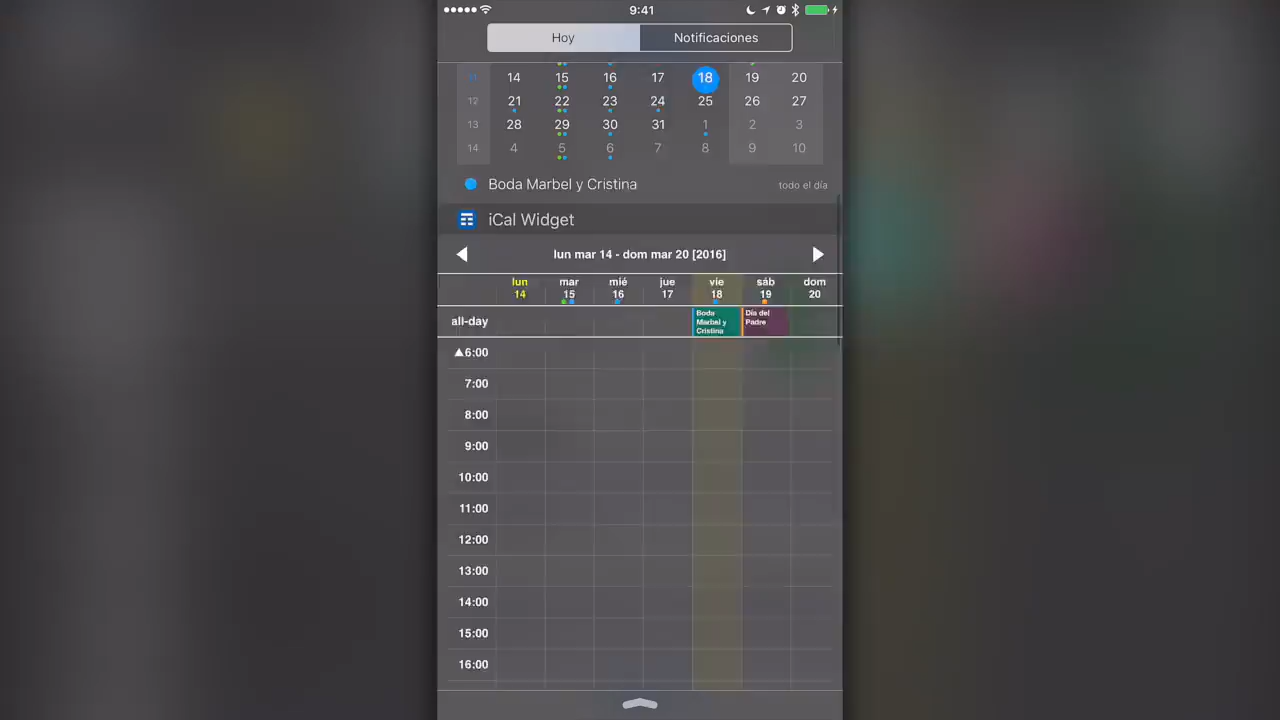 9:41
Hoy Notificaciones
11 14 15 16 17 18 19 20
12 21 22 23 24 25 26 27
13 28 29 30 31 1 2 3
14 4 5 6 7 8 9 10
Boda Marbel y Cristina todo el día
iCal Widget
lun mar 14 - dom mar 20 [2016]
lun mar mié jue vie sáb dom
14 15 16 17 18 19 20
all-day
Boda
Marbel y
Cristina
Día del
Padre
6:00
7:00
8:00
9:00
10:00
11:00
12:00
13:00
14:00
15:00
16:00